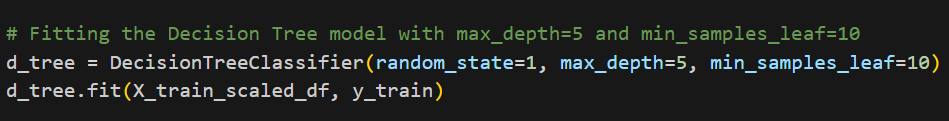 # Fitting the Decision Tree model with max_depth=5 and min_samples_leaf=10
d_tree = DecisionTreeClassifier(random_state=1, max_depth=5, min_samples_leaf=10)
d_tree.fit(X_train_scaled_df, y_train)